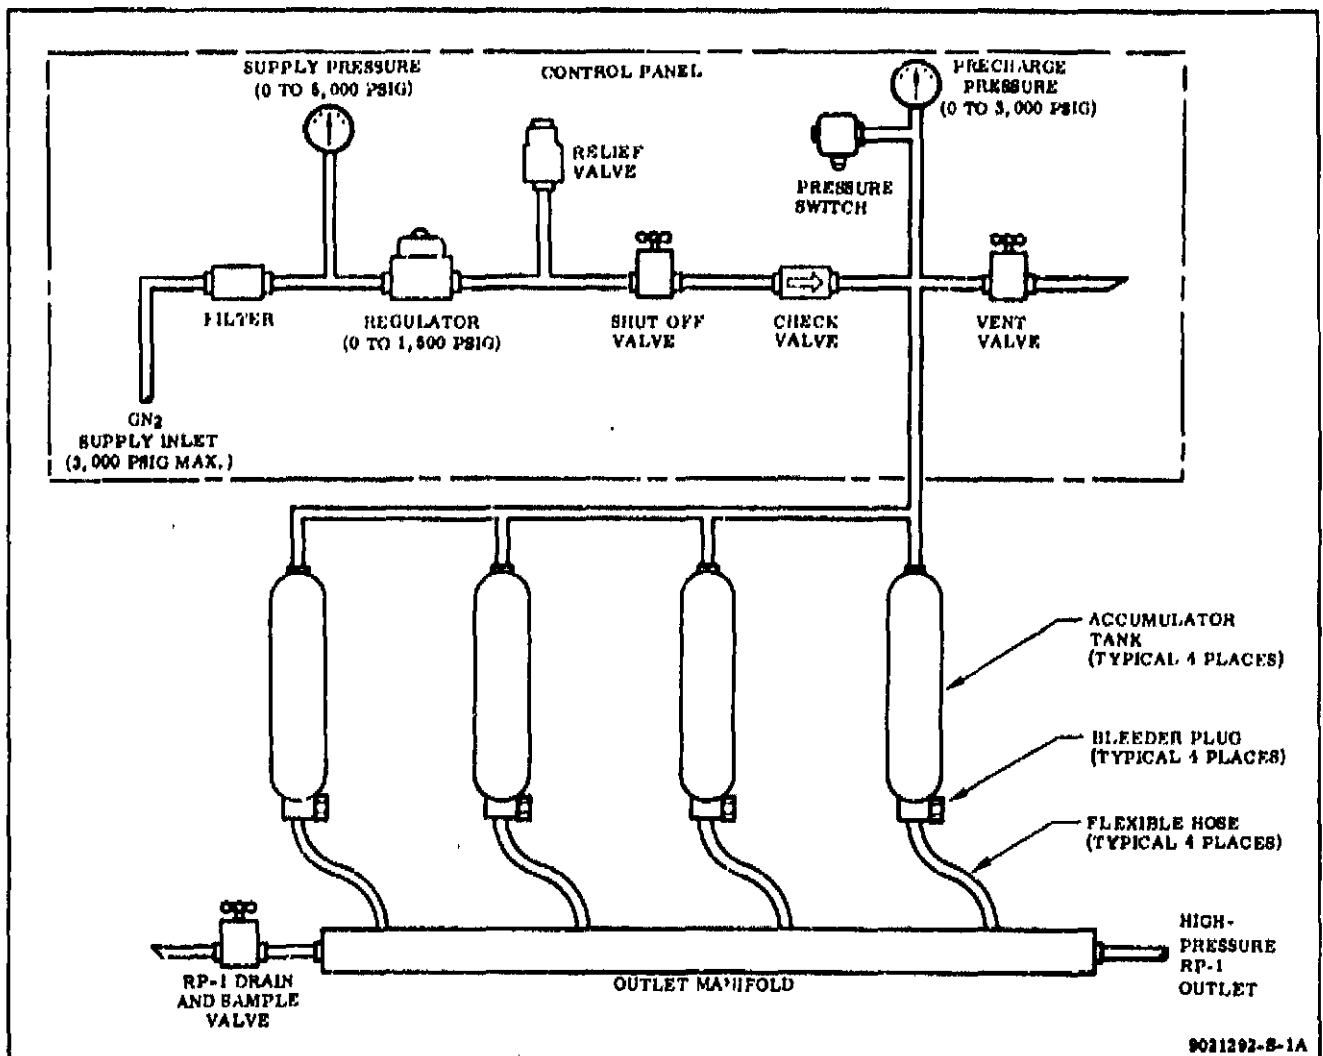 SUPPLY PRESSURE
(0 TO 5,000 PSIG)
CONTROL PANEL
PRECHARGE
PRESSURE
(0 TO 3,000 PSIG)
RELIEF
VALVE
PRESSURE
SWITCH
FILTER
REGULATOR
(0 TO 1,500 PSIG)
SHUT OFF
VALVE
CHECK
VALVE
VENT
VALVE
GN2
SUPPLY INLET
(3,000 PSIG MAX.)
ACCUMULATOR
TANK
(TYPICAL 4 PLACES)
BLEEDER PLUG
(TYPICAL 4 PLACES)
FLEXIBLE HOSE
(TYPICAL 4 PLACES)
HIGH-
PRESSURE
RP-1
OUTLET
RP-1 DRAIN
AND SAMPLE
VALVE
OUTLET MANIFOLD
9021292-S-1A